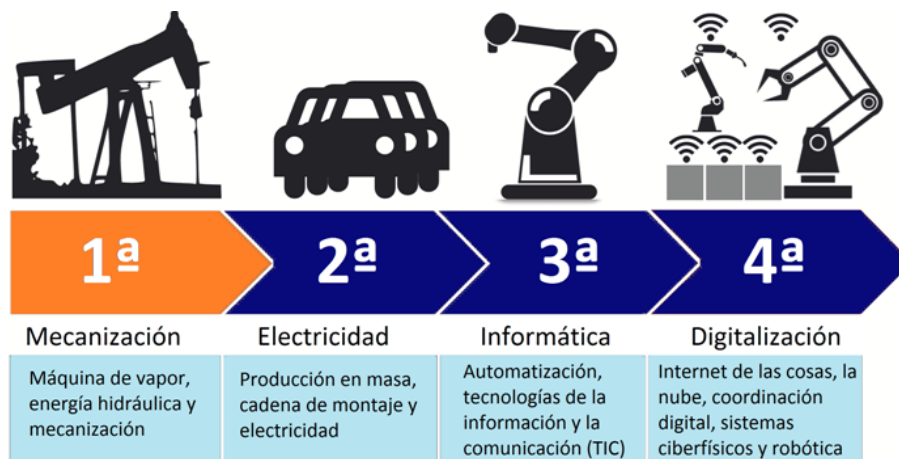 1ª
2ª
3ª
4ª
Mecanización
Electricidad
Informática
Digitalización
Máquina de vapor,
energía hidráulica y
mecanización
Producción en masa,
cadena de montaje y
electricidad
Automatización,
tecnologías de la
información y la
comunicación (TIC)
Internet de las cosas, la
nube, coordinación
digital, sistemas
ciberfísicos y robótica